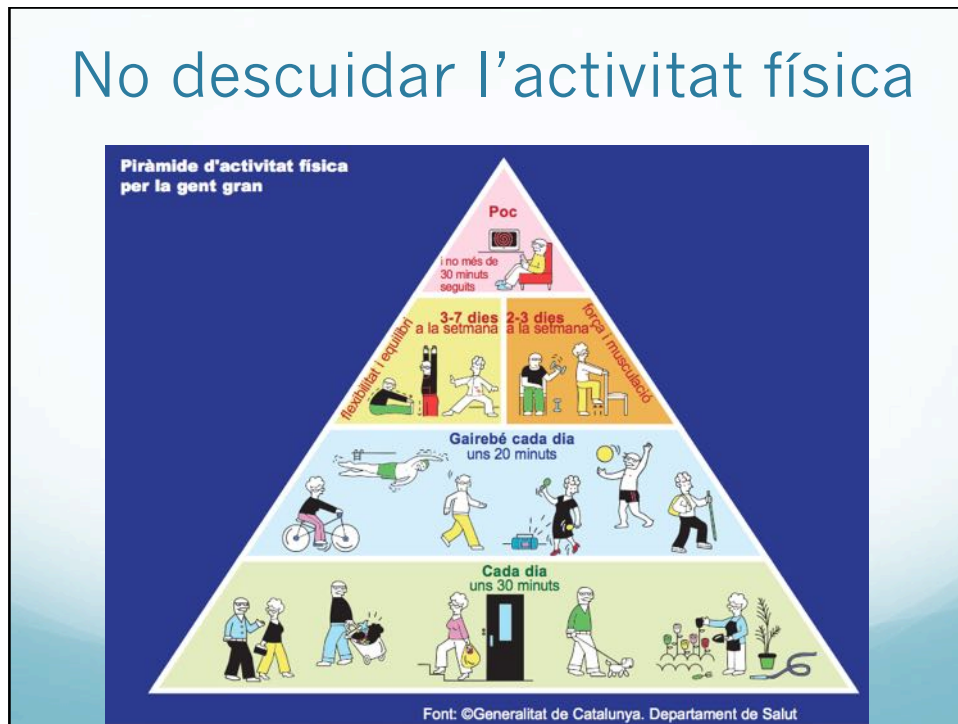 No descuidar l’activitat física
Piràmide d'activitat física
per la gent gran
Poc
i no més de
30 minuts
seguits
flexibilitat i equilibri
3-7 dies
a la setmana
2-3 dies
a la setmana
força i musculació
Gairebé cada dia
uns 20 minuts
Cada dia
uns 30 minuts
Font: ©Generalitat de Catalunya. Departament de Salut